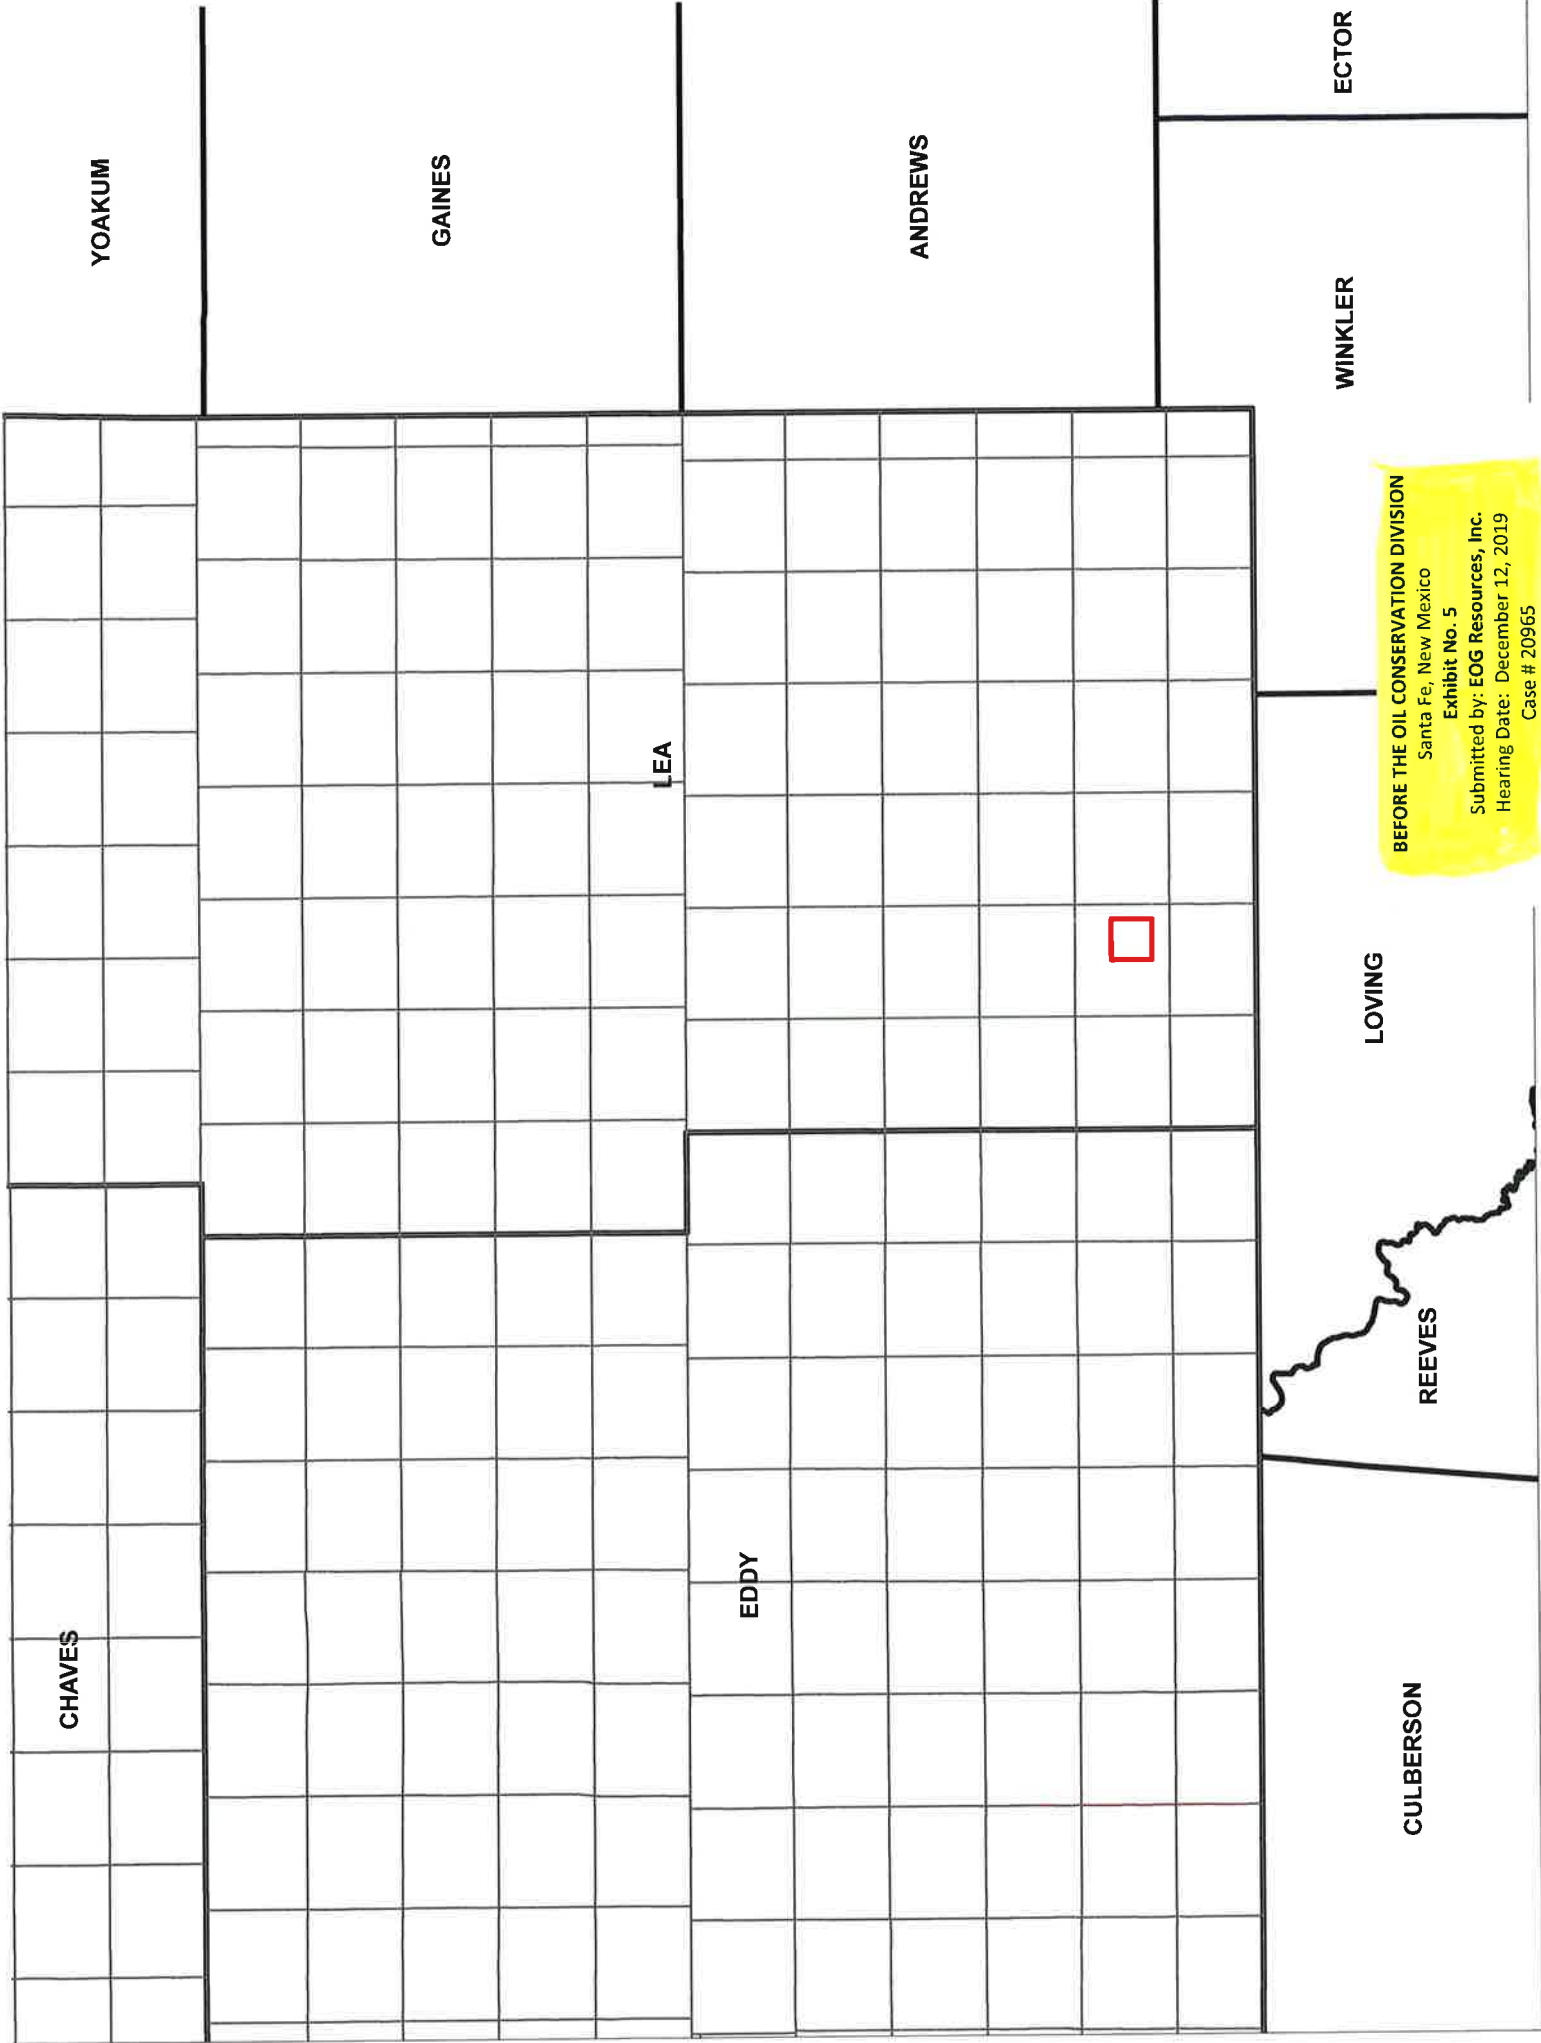 CHAVES
YOAKUM
GAINES
LEA
EDDY
ANDREWS
WINKLER
ECTOR
LOVING
CULBERSON
REEVES
BEFORE THE OIL CONSERVATION DIVISION
Santa Fe, New Mexico
Exhibit No. 5
Submitted by: EOG Resources, Inc.
Hearing Date: December 12, 2019
Case # 20965